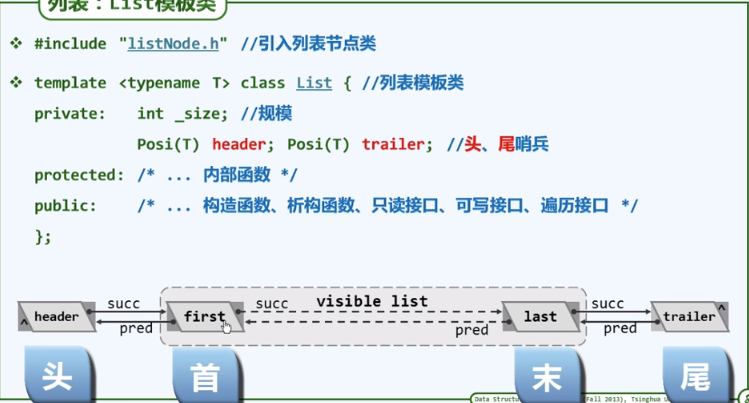 列表：List模板类
❖ #include "listNode.h" //引入列表节点类
❖ template <typename T> class List { //列表模板类
private: int _size; //规模
Posi(T) header; Posi(T) trailer; //头、尾哨兵
protected: /* ... 内部函数 */
public: /* ... 构造函数、析构函数、只读接口、可写接口、遍历接口 */
};
succ succ visible list succ
header first last trailer
^ ^
pred pred pred
头 首 末 尾
Data Structu Fall 2013), Tsinghua U